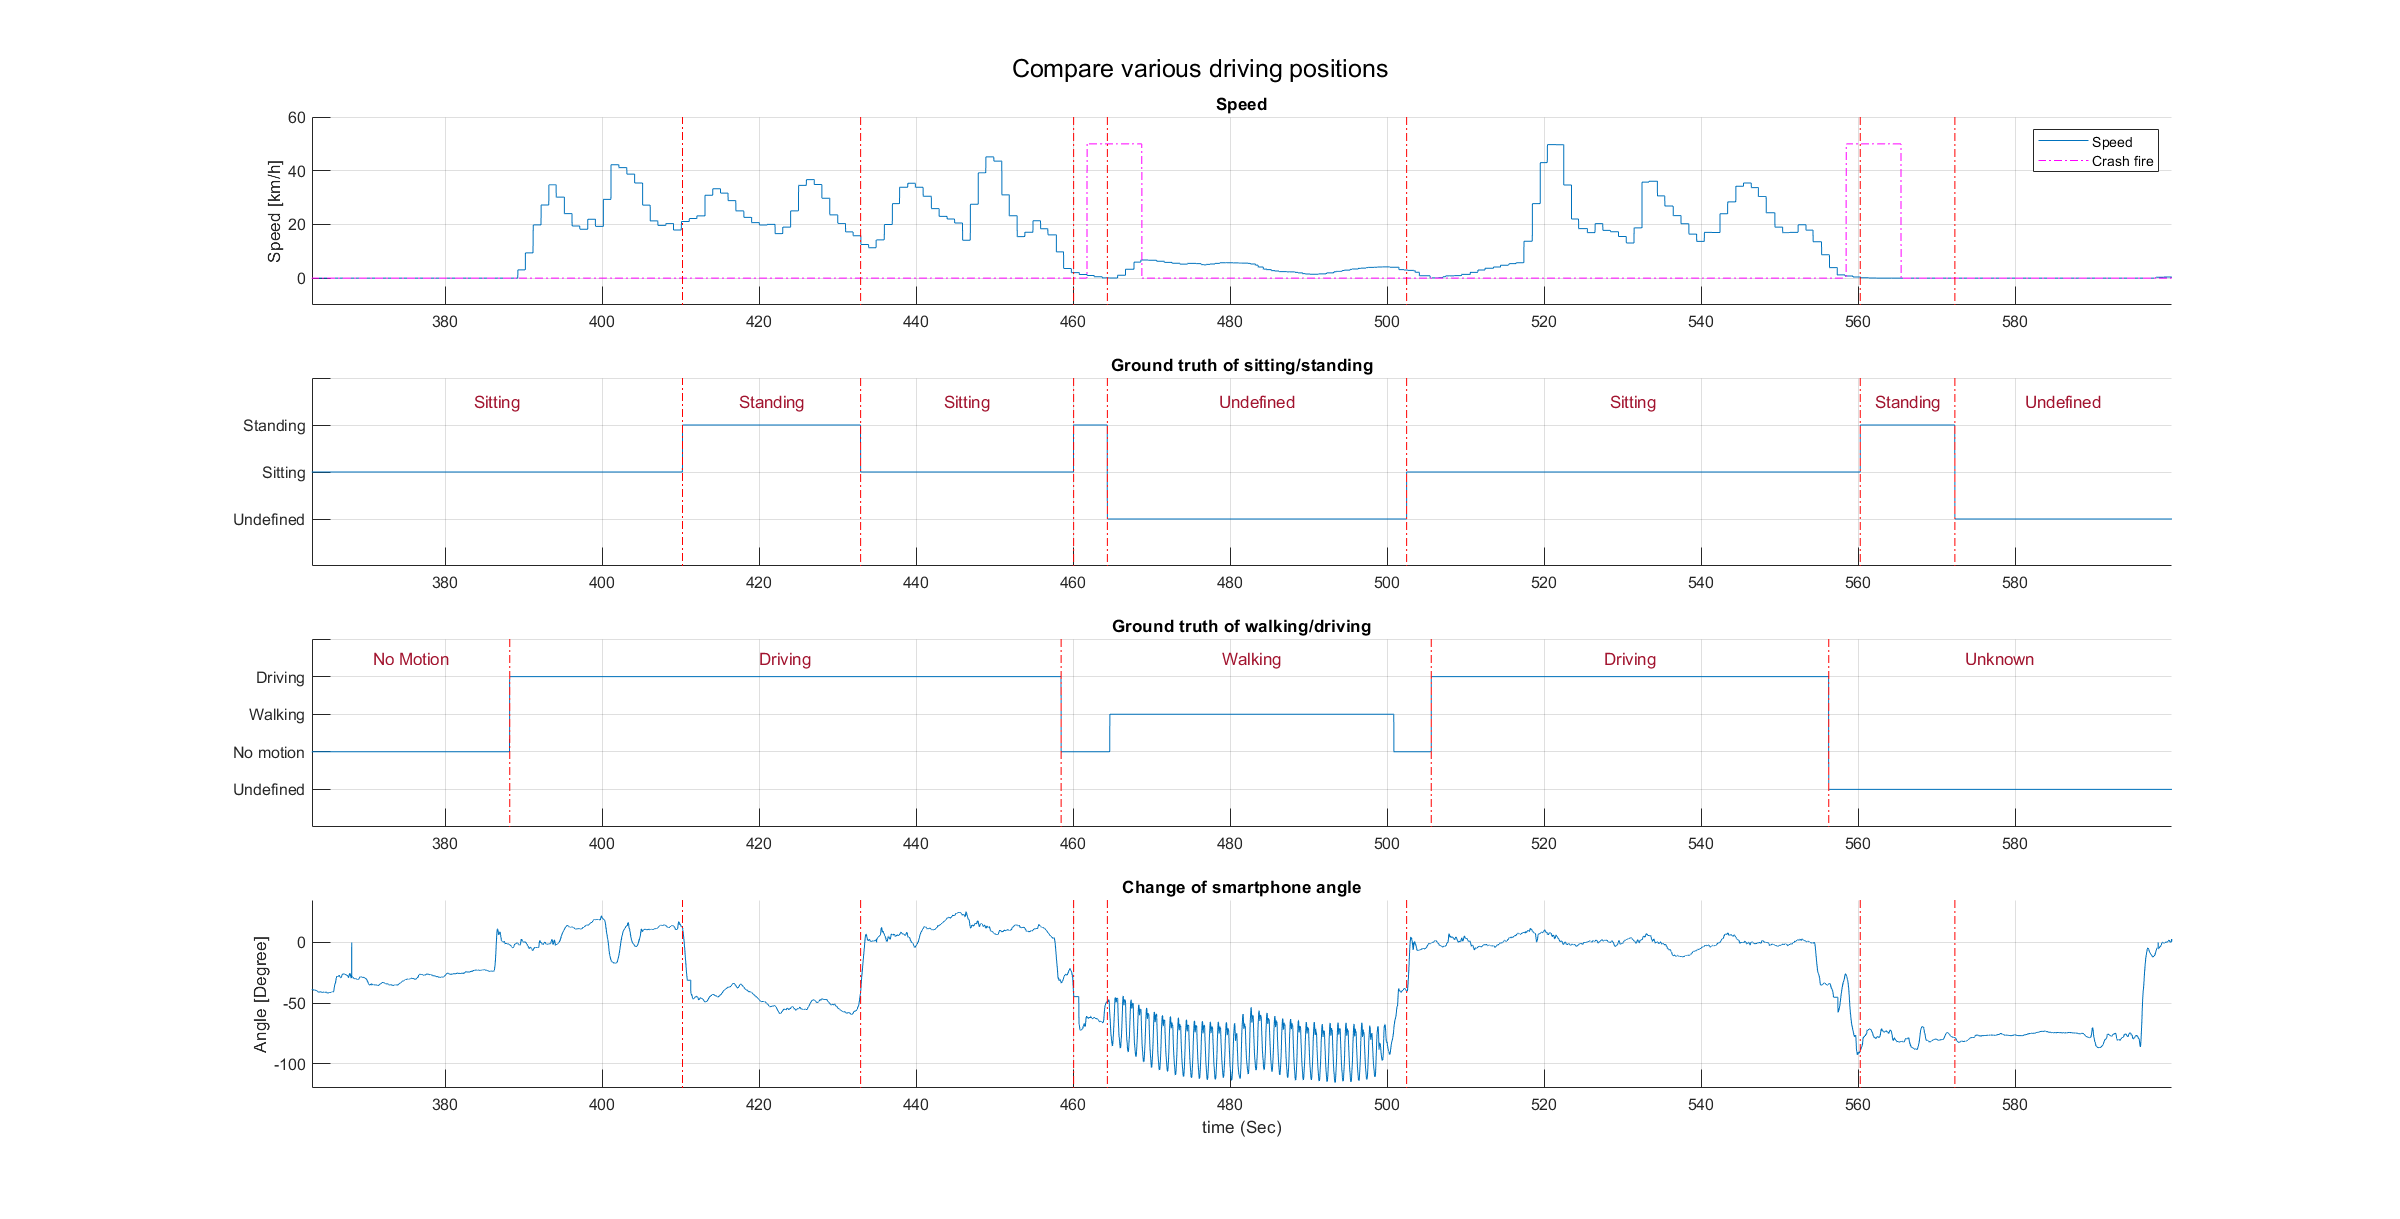 Compare various driving positions
Speed
Speed [km/h]
60
40
20
0
Speed
Crash fire
380 400 420 440 460 480 500 520 540 560 580
Ground truth of sitting/standing
Sitting Standing Sitting Undefined Sitting Standing Undefined
Standing
Sitting
Undefined
380 400 420 440 460 480 500 520 540 560 580
Ground truth of walking/driving
No Motion Driving Walking Driving Unknown
Driving
Walking
No motion
Undefined
380 400 420 440 460 480 500 520 540 560 580
Change of smartphone angle
Angle [Degree]
0
-50
-100
380 400 420 440 460 480 500 520 540 560 580
time (Sec)